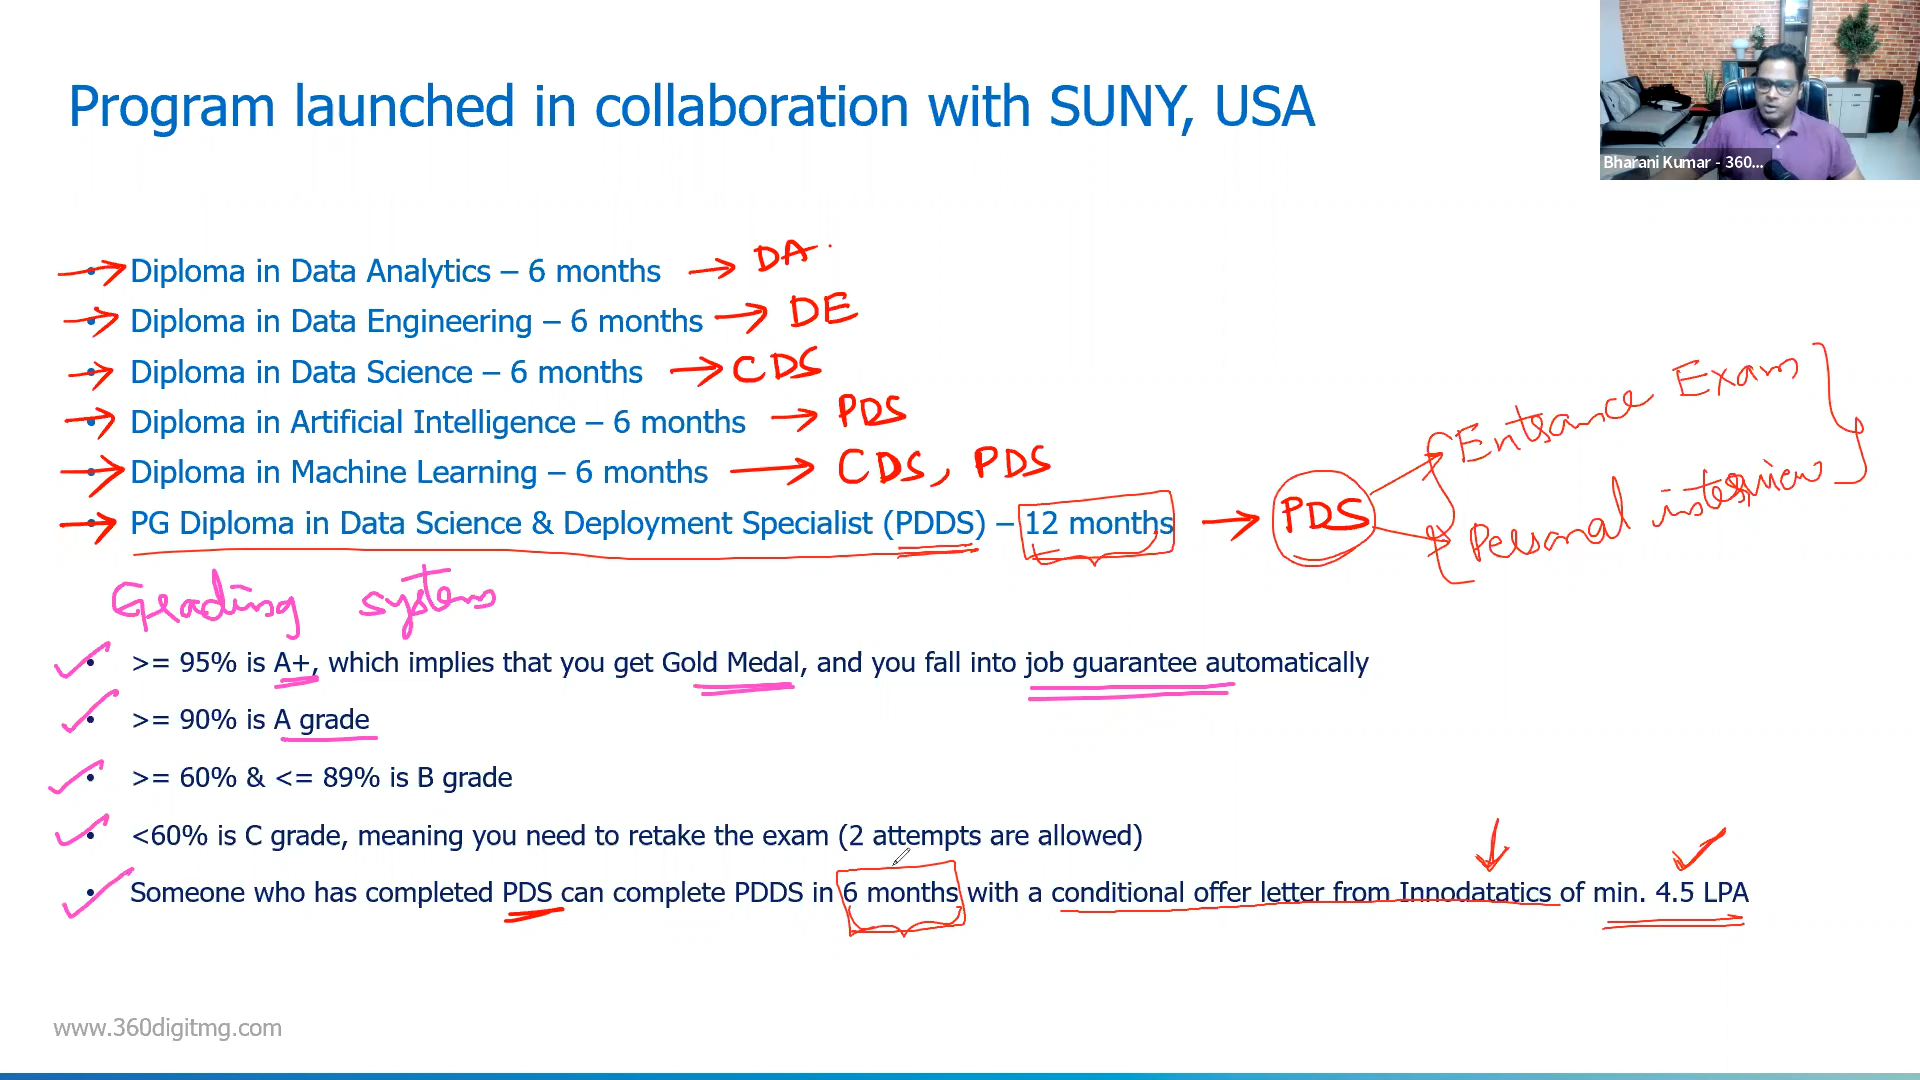 Program launched in collaboration with SUNY, USA
Bharani Kumar - 360...
• Diploma in Data Analytics – 6 months → DA
• Diploma in Data Engineering – 6 months → DE
• Diploma in Data Science – 6 months → CDS
• Diploma in Artificial Intelligence – 6 months → PDS
• Diploma in Machine Learning – 6 months → CDS, PDS
• PG Diploma in Data Science & Deployment Specialist (PDDS) – 12 months → PDS
Entrance Exam
Personal interview
Grading system
• >= 95% is A+, which implies that you get Gold Medal, and you fall into job guarantee automatically
• >= 90% is A grade
• >= 60% & <= 89% is B grade
• <60% is C grade, meaning you need to retake the exam (2 attempts are allowed)
• Someone who has completed PDS can complete PDDS in 6 months with a conditional offer letter from Innodatatics of min. 4.5 LPA
www.360digitmg.com